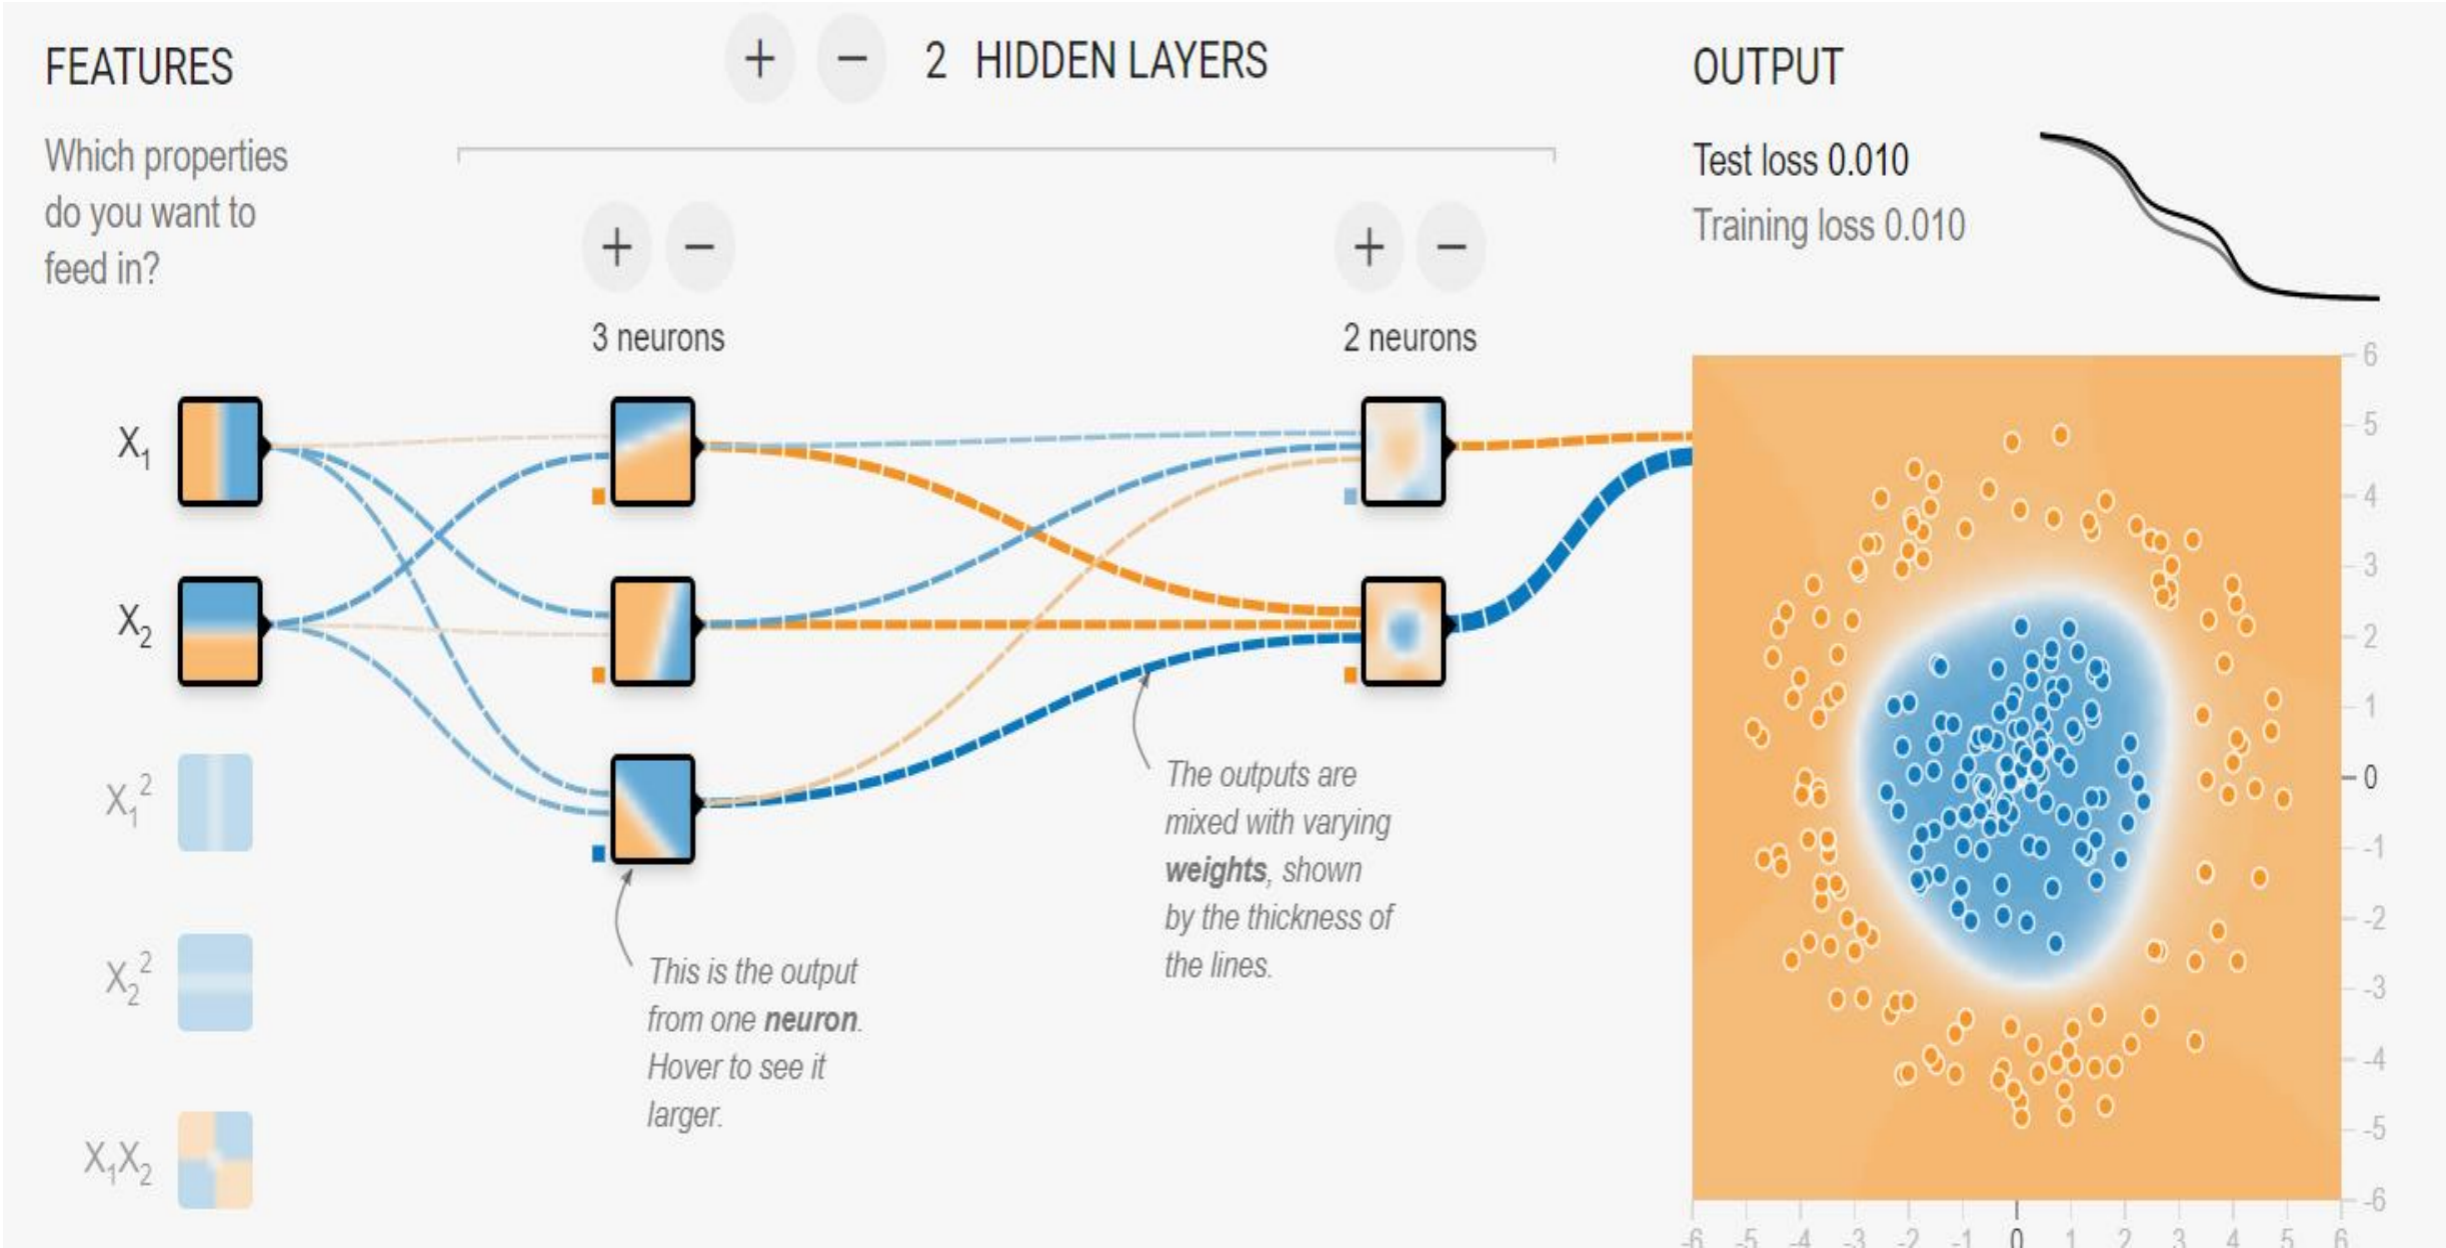 FEATURES
Which properties
do you want to
feed in?
+ − 2 HIDDEN LAYERS
+ −
3 neurons
+ −
2 neurons
X₁
X₂
X₁²
X₂²
X₁X₂
This is the output
from one neuron.
Hover to see it
larger.
The outputs are
mixed with varying
weights, shown
by the thickness of
the lines.
OUTPUT
Test loss 0.010
Training loss 0.010
6
5
4
3
2
1
0
-1
-2
-3
-4
-5
-6
-6 -5 -4 -3 -2 -1 0 1 2 3 4 5 6